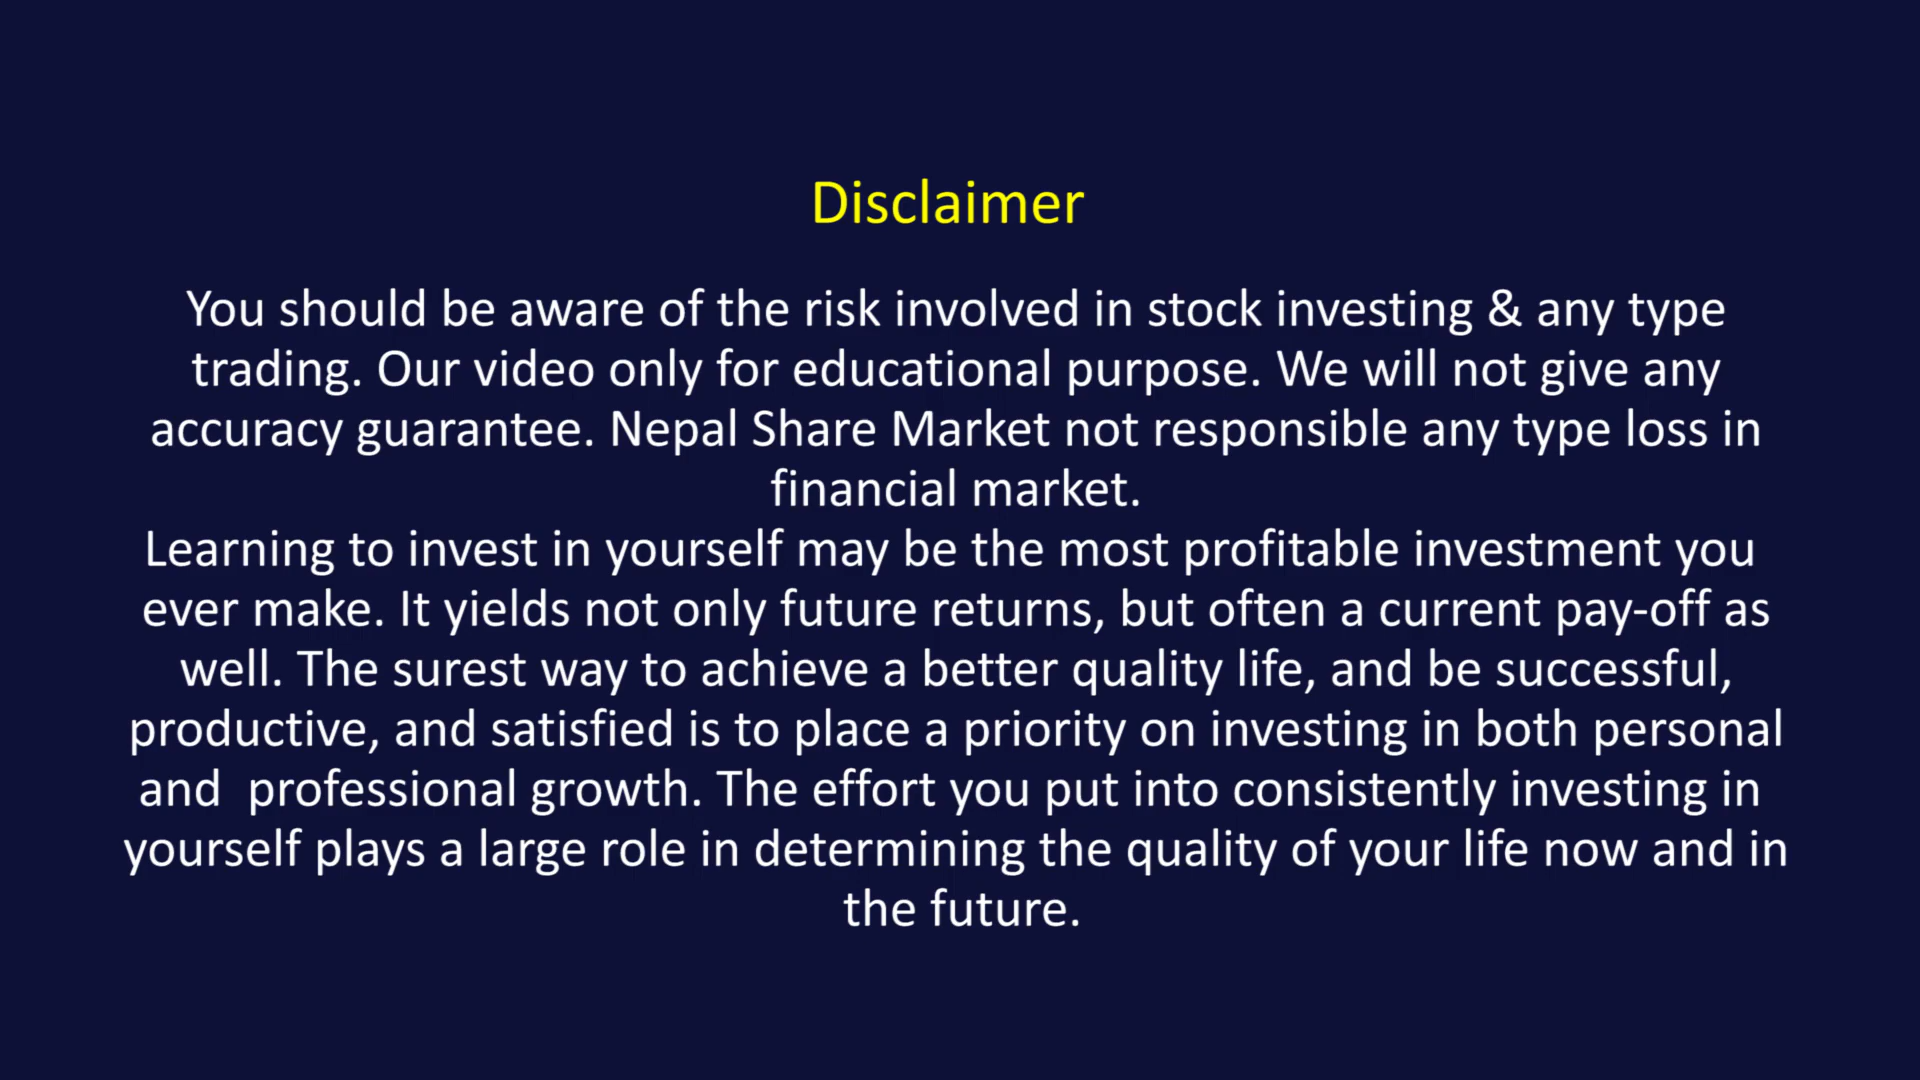 Disclaimer
You should be aware of the risk involved in stock investing & any type
trading. Our video only for educational purpose. We will not give any
accuracy guarantee. Nepal Share Market not responsible any type loss in
financial market.
Learning to invest in yourself may be the most profitable investment you
ever make. It yields not only future returns, but often a current pay-off as
well. The surest way to achieve a better quality life, and be successful,
productive, and satisfied is to place a priority on investing in both personal
and  professional growth. The effort you put into consistently investing in
yourself plays a large role in determining the quality of your life now and in
the future.